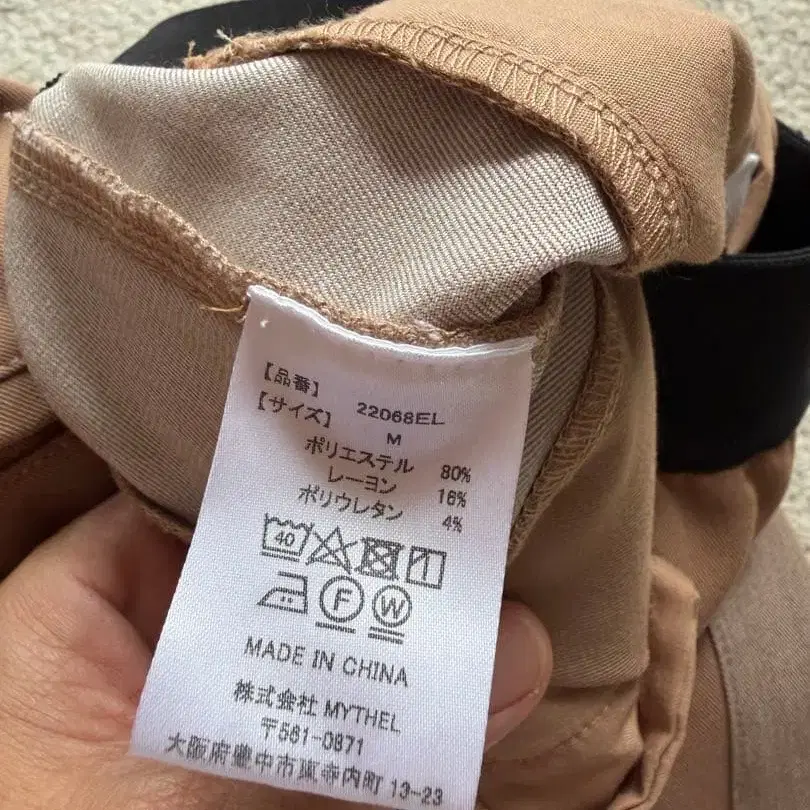 【品番】 22068EL
【サイズ】 M
ポリエステル 80%
レーヨン 16%
ポリウレタン 4%
40
F W
MADE IN CHINA
株式会社 MYTHEL
〒561-0871
大阪府豊中市東寺内町 13-23